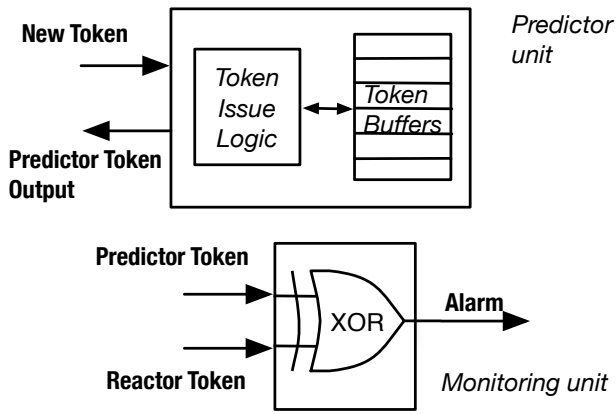 New Token
Predictor Token
Output
Token
Issue
Logic
Token
Buffers
Predictor
unit
Predictor Token
Reactor Token
XOR
Alarm
Monitoring unit